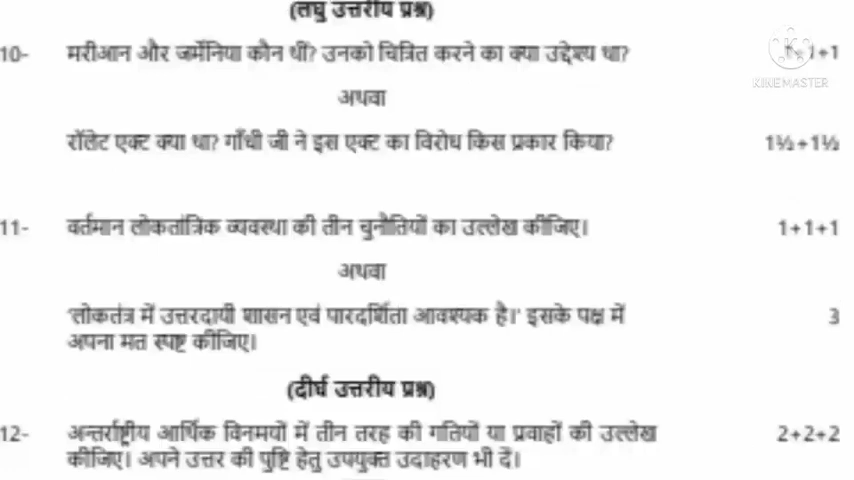 (लघु उत्तरीय प्रश्न)
10- मरीआन और जर्मेनिया कौन थीं? उनको चित्रित करने का क्या उद्देश्य था? +1
KINEMASTER
अथवा
रॉलेट एक्ट क्या था? गाँधी जी ने इस एक्ट का विरोध किस प्रकार किया? 1½+1½
11- वर्तमान लोकतांत्रिक व्यवस्था की तीन चुनौतियों का उल्लेख कीजिए। 1+1+1
अथवा
'लोकतंत्र में उत्तरदायी शासन एवं पारदर्शिता आवश्यक है।' इसके पक्ष में 3
अपना मत स्पष्ट कीजिए।
(दीर्घ उत्तरीय प्रश्न)
12- अन्तर्राष्ट्रीय आर्थिक विनमयों में तीन तरह की गतियों या प्रवाहों की उल्लेख 2+2+2
कीजिए। अपने उत्तर की पुष्टि हेतु उपयुक्त उदाहरण भी दें।